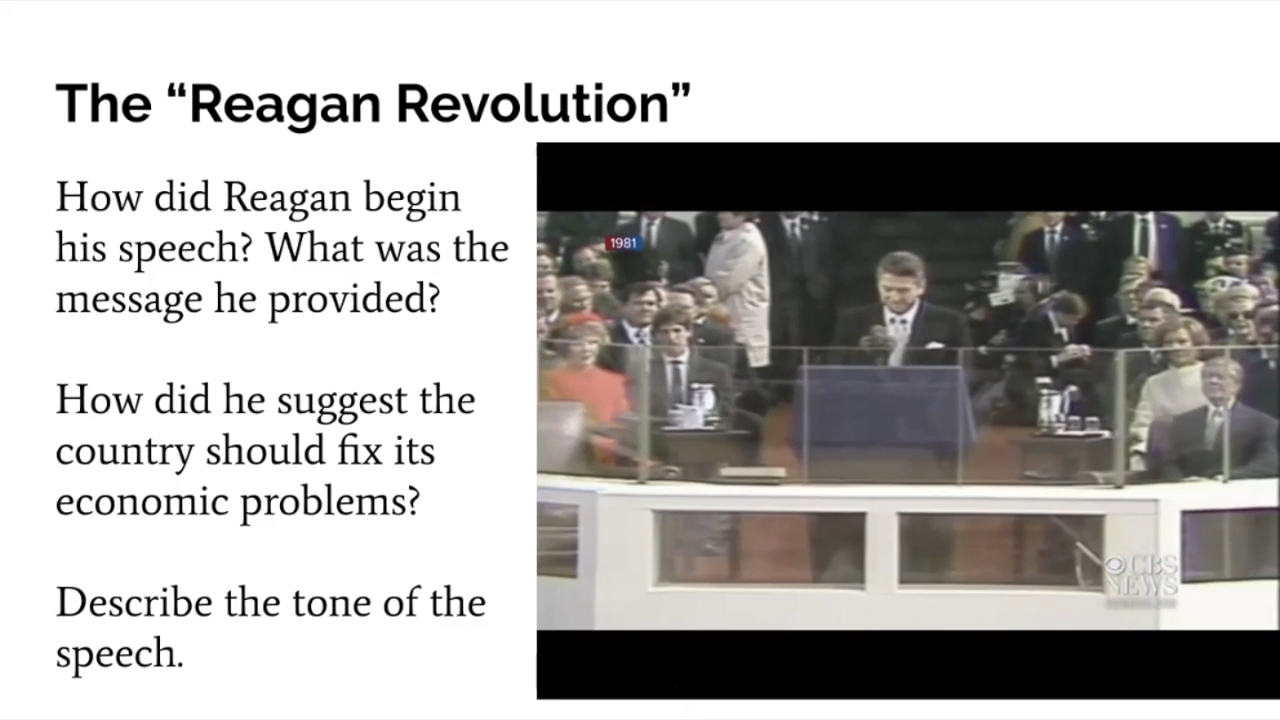 The “Reagan Revolution”
How did Reagan begin
his speech? What was the
message he provided?
How did he suggest the
country should fix its
economic problems?
Describe the tone of the
speech.
1981
CBS
NEWS